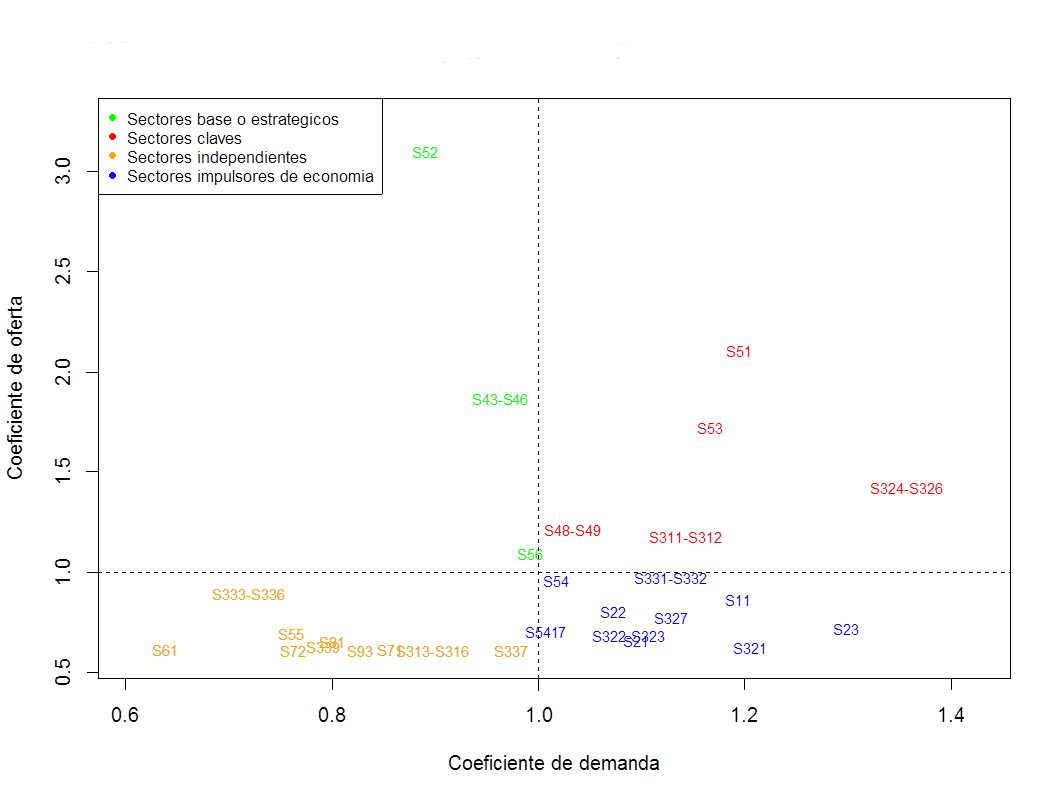 Sectores base o estrategicos
Sectores claves
Sectores independientes
Sectores impulsores de economia
S52
S51
S43-S46
S53
S324-S326
S48-S49
S311-S312
S56
S54
S331-S332
S333-S336
S11
S22
S327
S5417
S322-S323
S23
S55
S81
S21
S339
S61
S72
S93
S71
S313-S316
S337
S321
3.0
2.5
2.0
1.5
1.0
0.5
Coeficiente de oferta
0.6 0.8 1.0 1.2 1.4
Coeficiente de demanda